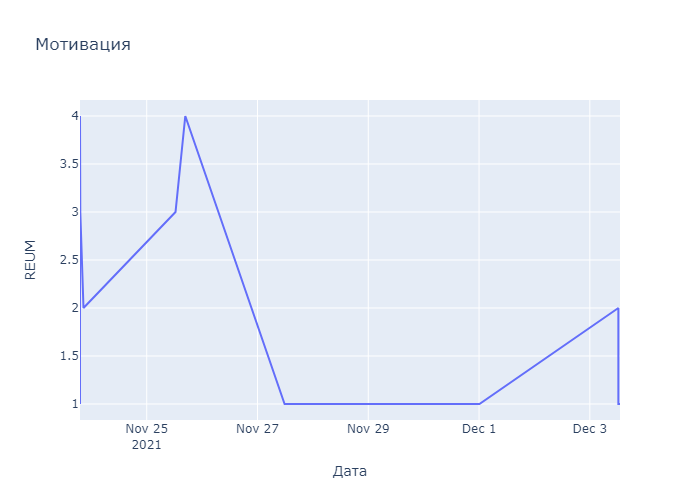 Мотивация
REUM
4
3.5
3
2.5
2
1.5
1
Nov 25
2021
Nov 27
Nov 29
Dec 1
Dec 3
Дата